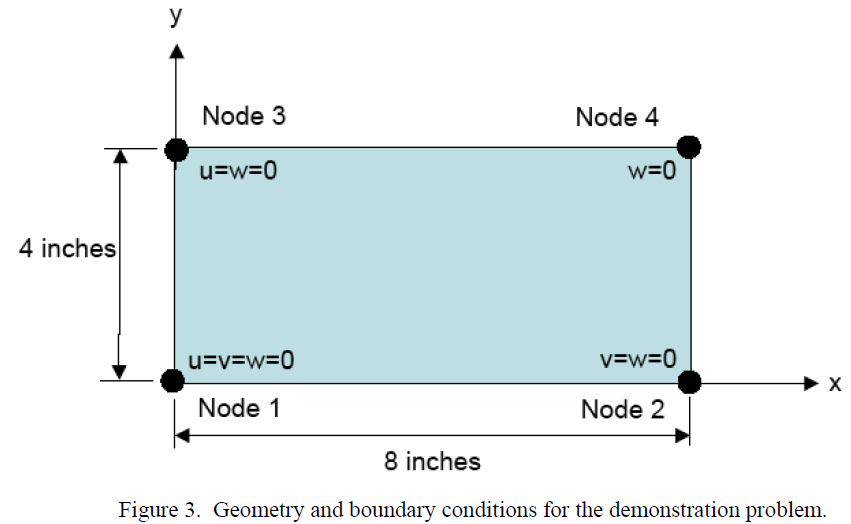 y
Node 3
Node 4
u=w=0
w=0
4 inches
u=v=w=0
v=w=0
x
Node 1
Node 2
8 inches
Figure 3. Geometry and boundary conditions for the demonstration problem.